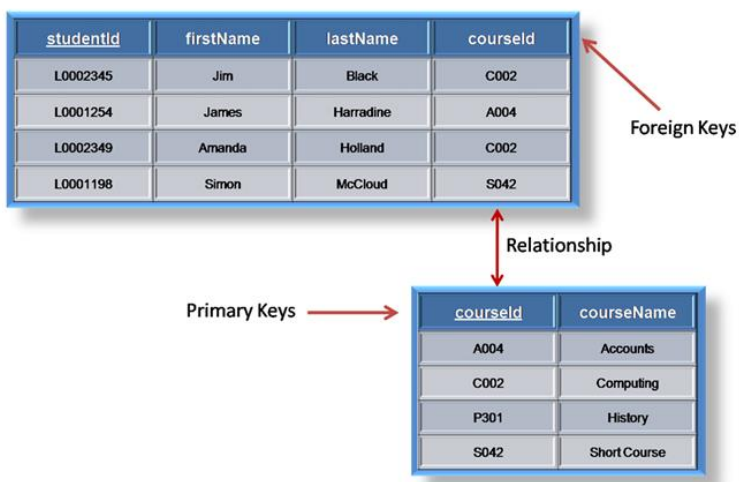 studentId firstName lastName courseId
L0002345 Jim Black C002
L0001254 James Harradine A004
L0002349 Amanda Holland C002
L0001198 Simon McCloud S042
Foreign Keys
Relationship
Primary Keys
courseId courseName
A004 Accounts
C002 Computing
P301 History
S042 Short Course